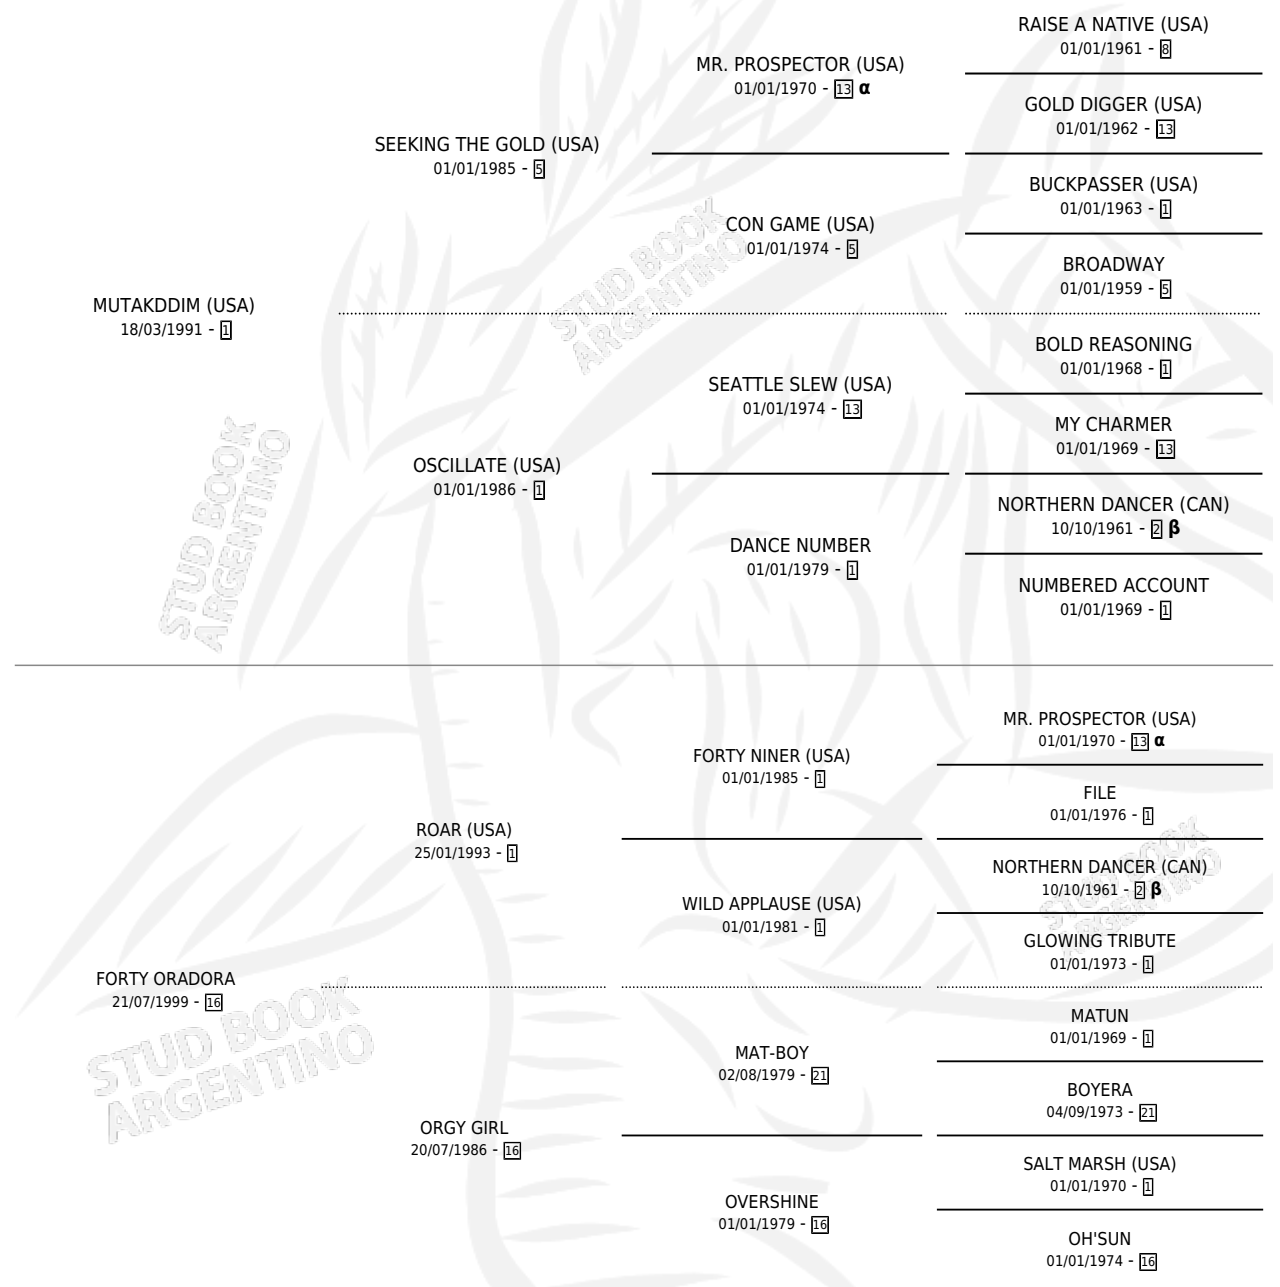 RAISE A NATIVE (USA)
01/01/1961 - 8
MR. PROSPECTOR (USA)
01/01/1970 - 13 α
GOLD DIGGER (USA)
01/01/1962 - 13
SEEKING THE GOLD (USA)
01/01/1985 - 5
BUCKPASSER (USA)
01/01/1963 - 1
CON GAME (USA)
01/01/1974 - 5
BROADWAY
01/01/1959 - 5
MUTAKDDIM (USA)
18/03/1991 - 1
BOLD REASONING
01/01/1968 - 1
SEATTLE SLEW (USA)
01/01/1974 - 13
MY CHARMER
01/01/1969 - 13
OSCILLATE (USA)
01/01/1986 - 1
NORTHERN DANCER (CAN)
10/10/1961 - 2 β
DANCE NUMBER
01/01/1979 - 1
NUMBERED ACCOUNT
01/01/1969 - 1
MR. PROSPECTOR (USA)
01/01/1970 - 13 α
FORTY NINER (USA)
01/01/1985 - 1
FILE
01/01/1976 - 1
ROAR (USA)
25/01/1993 - 1
NORTHERN DANCER (CAN)
10/10/1961 - 2 β
WILD APPLAUSE (USA)
01/01/1981 - 1
GLOWING TRIBUTE
01/01/1973 - 1
FORTY ORADORA
21/07/1999 - 16
MATUN
01/01/1969 - 1
MAT-BOY
02/08/1979 - 21
BOYERA
04/09/1973 - 21
ORGY GIRL
20/07/1986 - 16
SALT MARSH (USA)
01/01/1970 - 1
OVERSHINE
01/01/1979 - 16
OH'SUN
01/01/1974 - 16
STUD BOOK
ARGENTINO
STUD BOOK
ARGENTINO
STUD BOOK
ARGENTINO
STUD BOOK
ARGENTINO